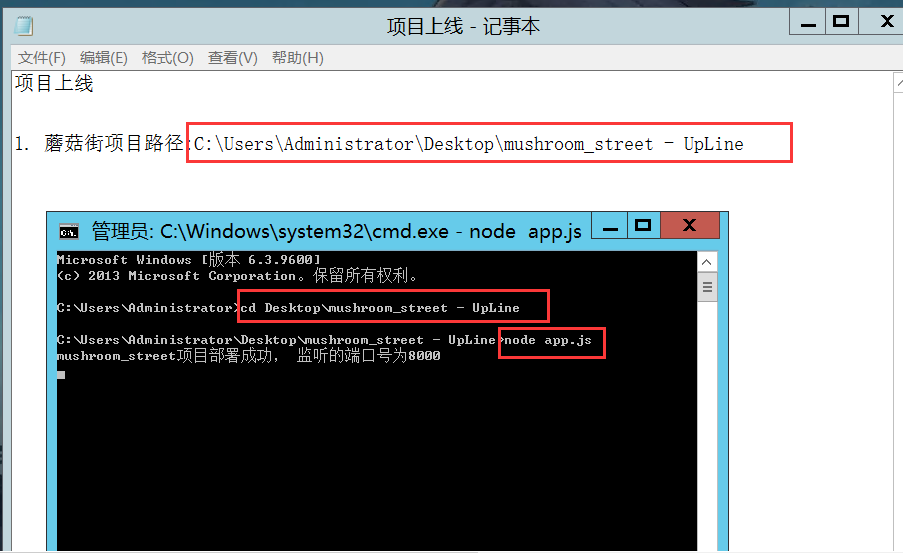 项目上线 - 记事本
文件(F) 编辑(E) 格式(O) 查看(V) 帮助(H)
项目上线
1. 蘑菇街项目路径:C:\Users\Administrator\Desktop\mushroom_street - UpLine
管理员: C:\Windows\system32\cmd.exe - node app.js
Microsoft Windows [版本 6.3.9600]
(c) 2013 Microsoft Corporation。保留所有权利。
C:\Users\Administrator>cd Desktop\mushroom_street - UpLine
C:\Users\Administrator\Desktop\mushroom_street - UpLine>node app.js
mushroom_street项目部署成功， 监听的端口号为8000